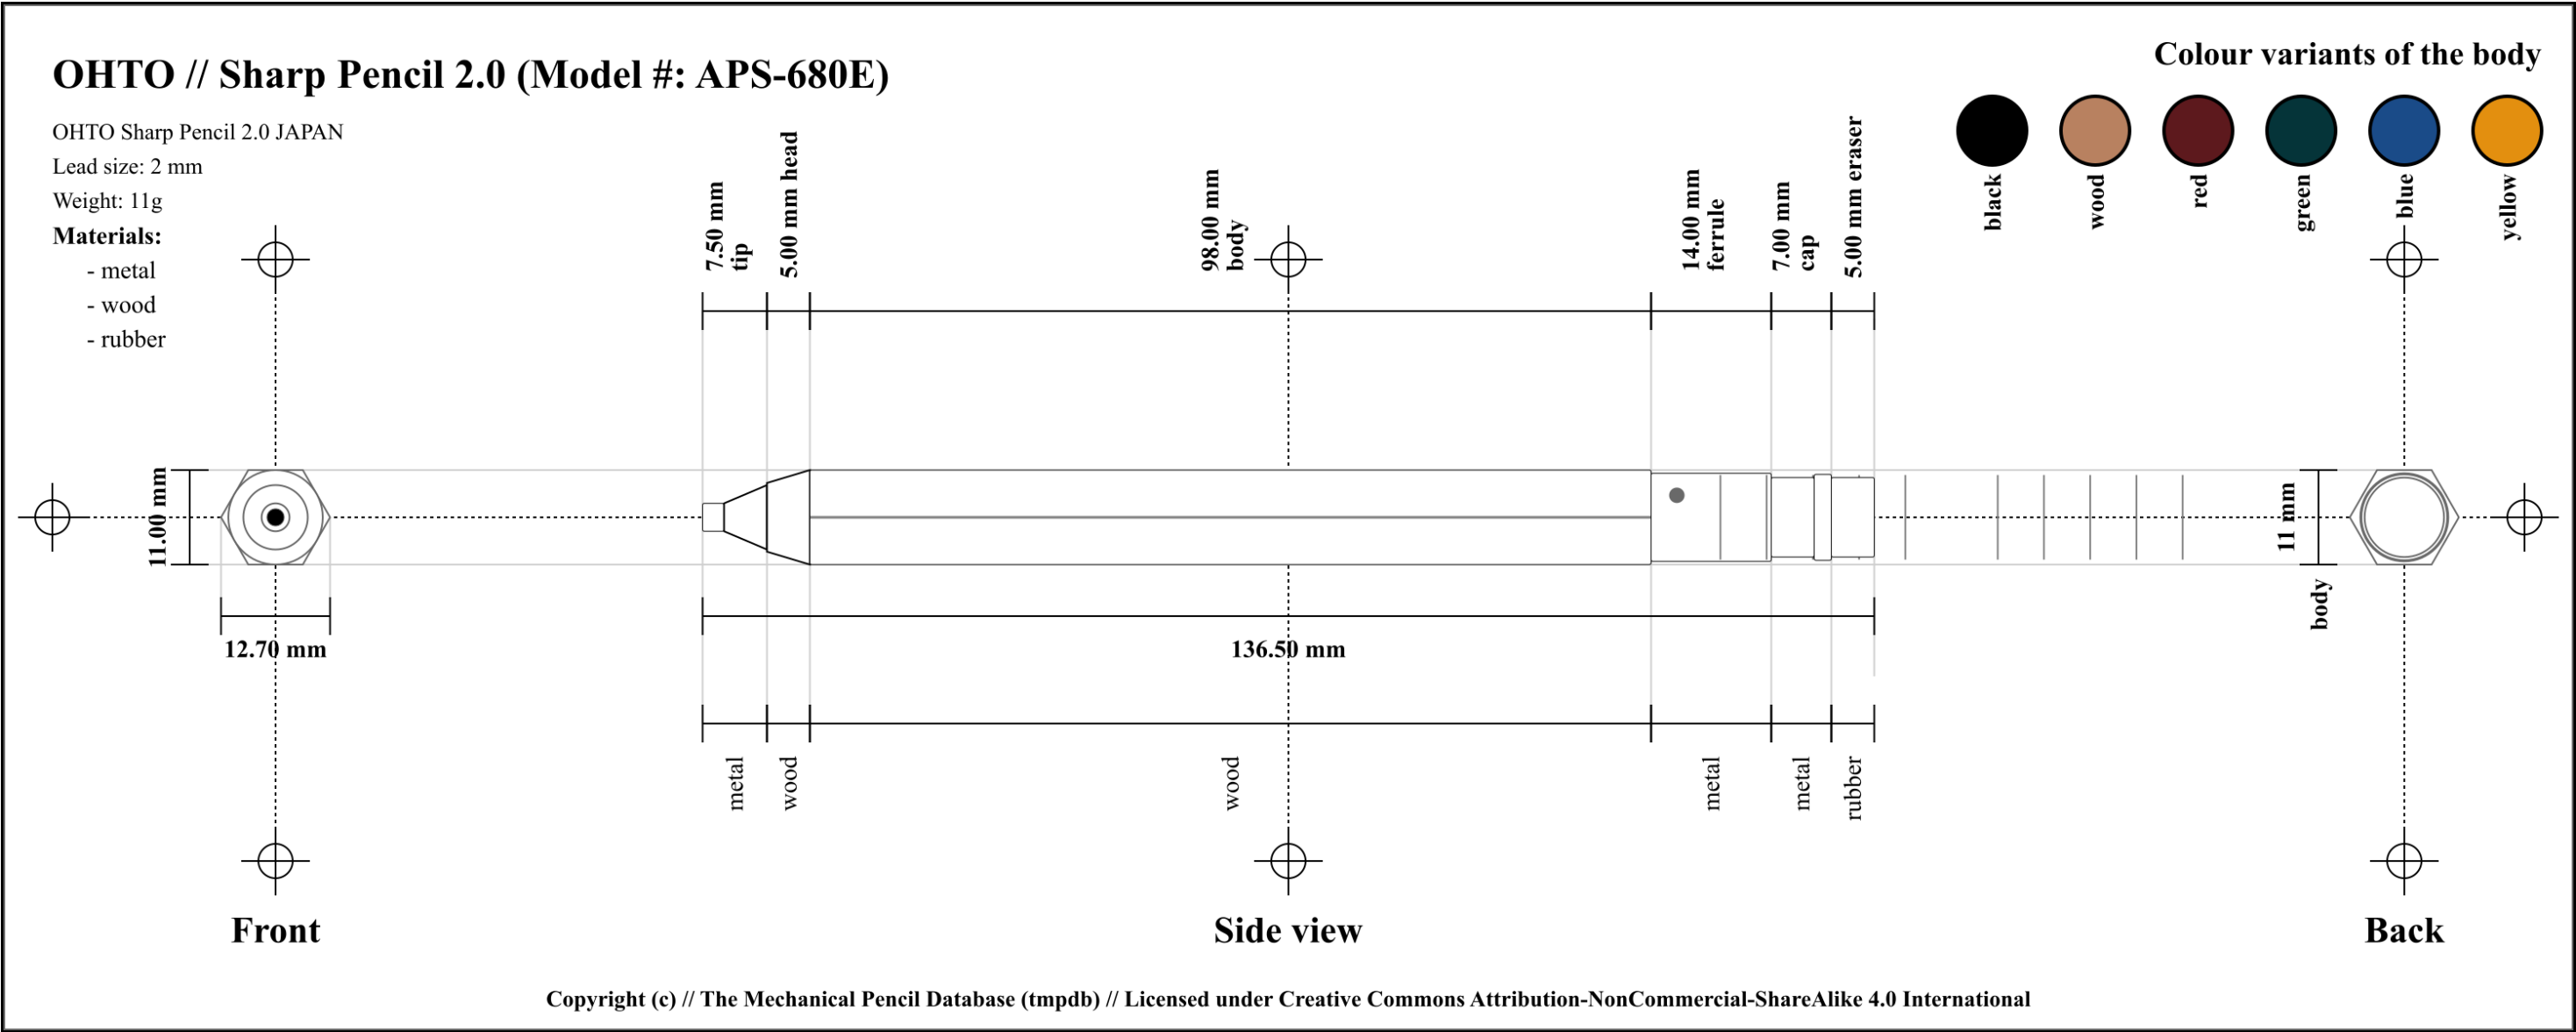 OHTO // Sharp Pencil 2.0 (Model #: APS-680E)
OHTO Sharp Pencil 2.0 JAPAN
Lead size: 2 mm
Weight: 11g
Materials:
- metal
- wood
- rubber
Colour variants of the body
black
wood
red
green
blue
yellow
7.50 mm
tip
5.00 mm head
98.00 mm
body
14.00 mm
ferrule
7.00 mm
cap
5.00 mm eraser
11.00 mm
12.70 mm
136.50 mm
11 mm
body
metal
wood
wood
metal
metal
rubber
Front
Side view
Back
Copyright (c) // The Mechanical Pencil Database (tmpdb) // Licensed under Creative Commons Attribution-NonCommercial-ShareAlike 4.0 International